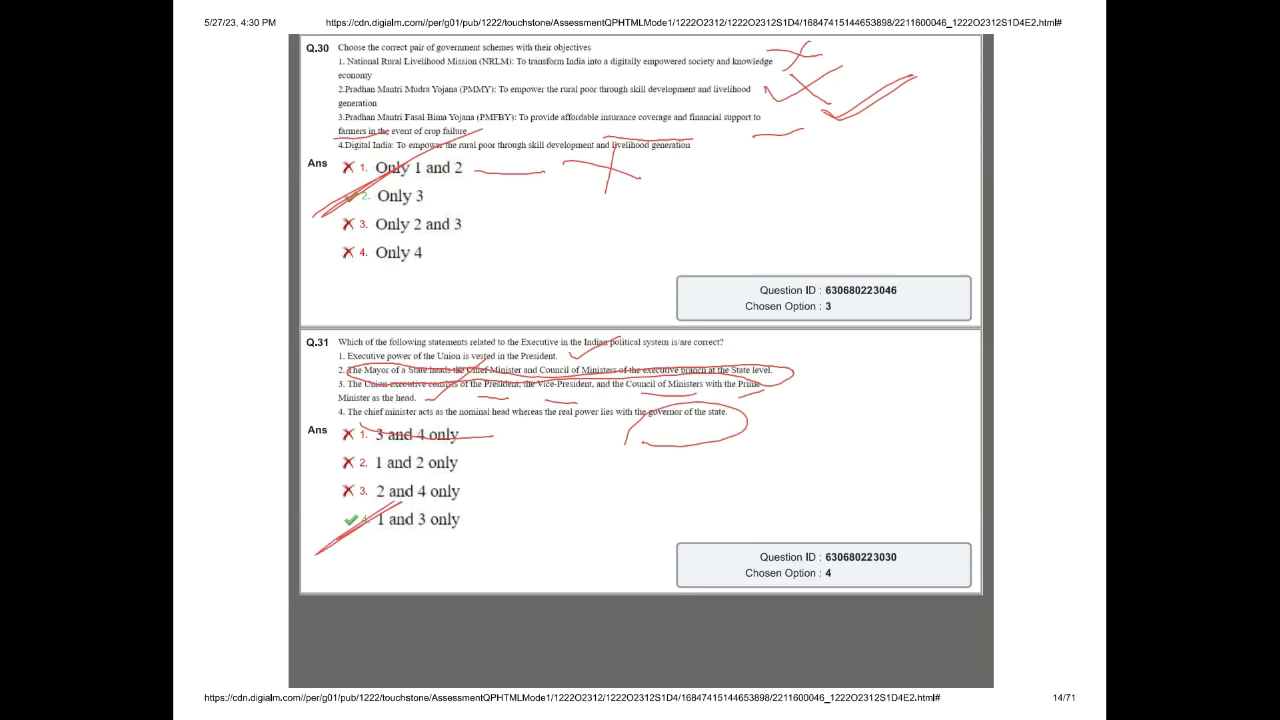 5/27/23, 4:30 PM https://cdn.digialm.com//per/g01/pub/1222/touchstone/AssessmentQPHTMLMode1/1222O2312/1222O2312S1D4/16847415144653898/2211600046_1222O2312S1D4E2.html#
Q.30 Choose the correct pair of government schemes with their objectives
1. National Rural Livelihood Mission (NRLM): To transform India into a digitally empowered society and knowledge
economy
2.Pradhan Mantri Mudra Yojana (PMMY): To empower the rural poor through skill development and livelihood
generation
3.Pradhan Mantri Fasal Bima Yojana (PMFBY): To provide affordable insurance coverage and financial support to
farmers in the event of crop failure
4.Digital India: To empower the rural poor through skill development and livelihood generation
Ans 1. Only 1 and 2
2. Only 3
3. Only 2 and 3
4. Only 4
Question ID : 630680223046
Chosen Option : 3
Q.31 Which of the following statements related to the Executive in the Indian political system is/are correct?
1. Executive power of the Union is vested in the President.
2. The Mayor of a State heads the Chief Minister and Council of Ministers of the executive branch at the State level.
3. The Union executive consists of the President, the Vice-President, and the Council of Ministers with the Prime
Minister as the head.
4. The chief minister acts as the nominal head whereas the real power lies with the governor of the state.
Ans 1. 3 and 4 only
2. 1 and 2 only
3. 2 and 4 only
4. 1 and 3 only
Question ID : 630680223030
Chosen Option : 4
https://cdn.digialm.com//per/g01/pub/1222/touchstone/AssessmentQPHTMLMode1/1222O2312/1222O2312S1D4/16847415144653898/2211600046_1222O2312S1D4E2.html# 14/71